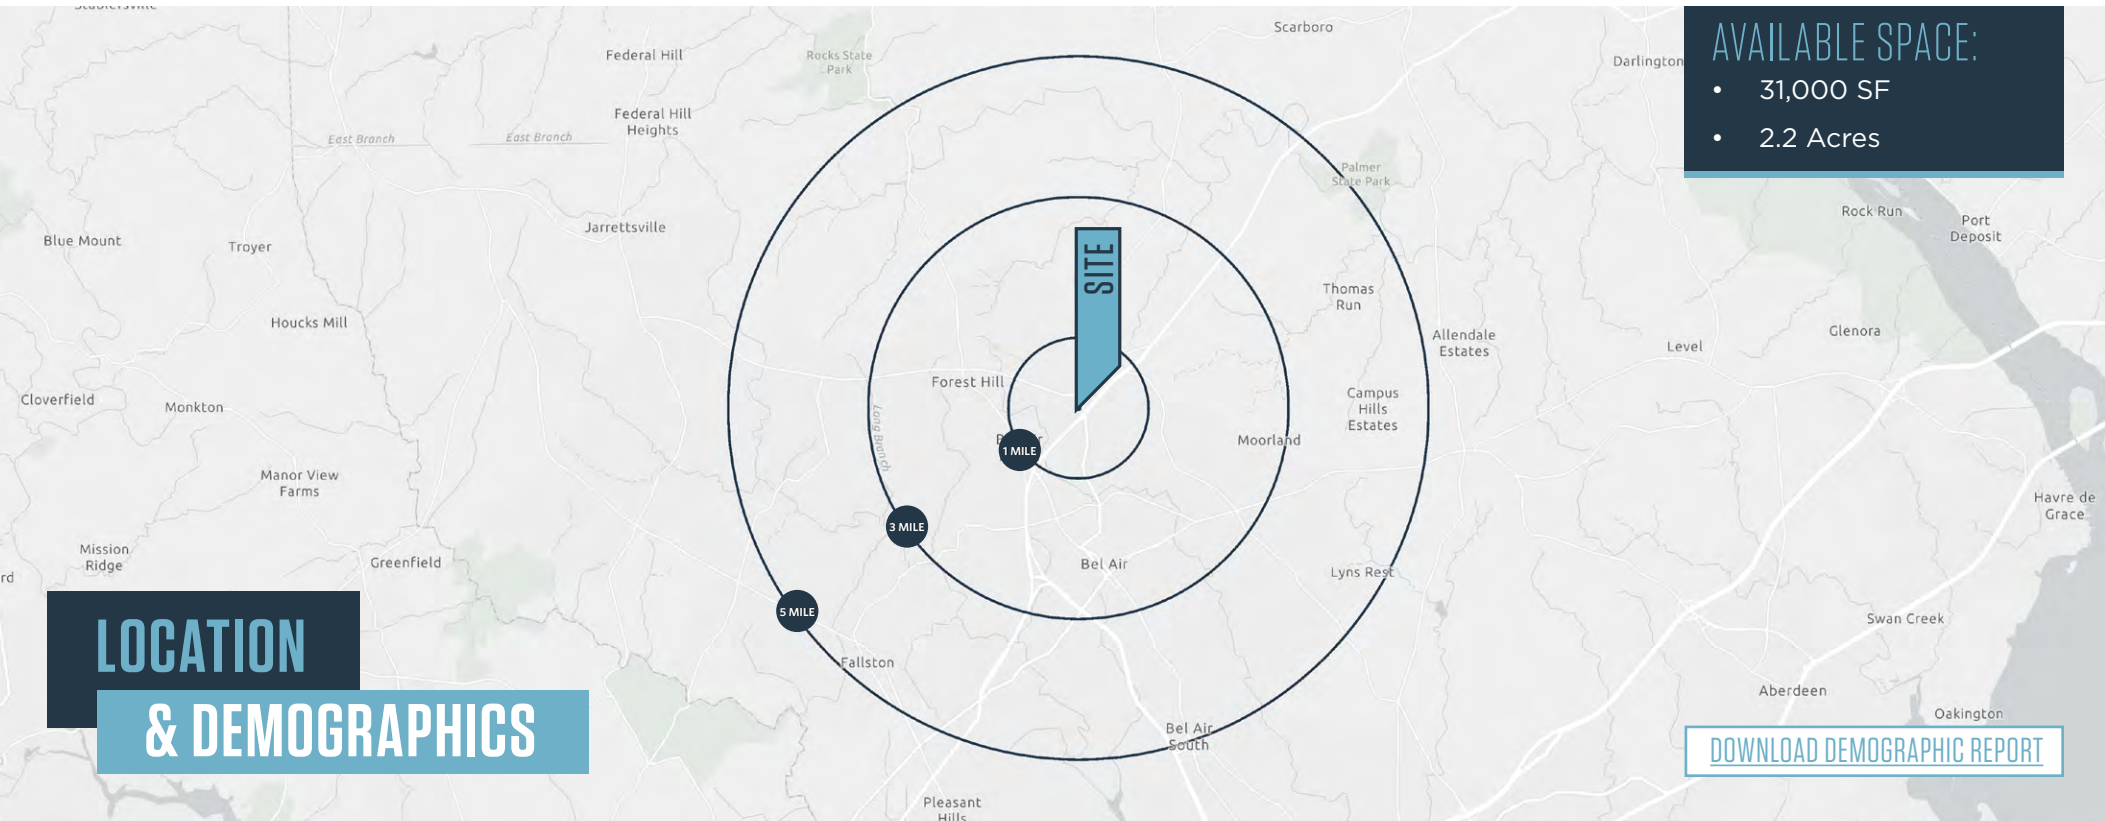 Scarboro
Federal Hill
Rocks State
Park
Darlington
AVAILABLE SPACE:
• 31,000 SF
• 2.2 Acres
Federal Hill
Heights
East Branch
East Branch
Palmer
State Park
Rock Run
Port
Deposit
Jarrettsville
Blue Mount
Troyer
SITE
Thomas
Run
Houcks Mill
Allendale
Estates
Glenora
Level
Forest Hill
Cloverfield
Monkton
Campus
Hills
Estates
Long Branch
Moorland
1 MILE
Manor View
Farms
Havre de
Grace
3 MILE
Mission
Ridge
Greenfield
Bel Air
Lyns Rest
rd
5 MILE
Swan Creek
LOCATION
& DEMOGRAPHICS
Fallston
Aberdeen
Oakington
Bel Air
South
DOWNLOAD DEMOGRAPHIC REPORT
Pleasant
Hills